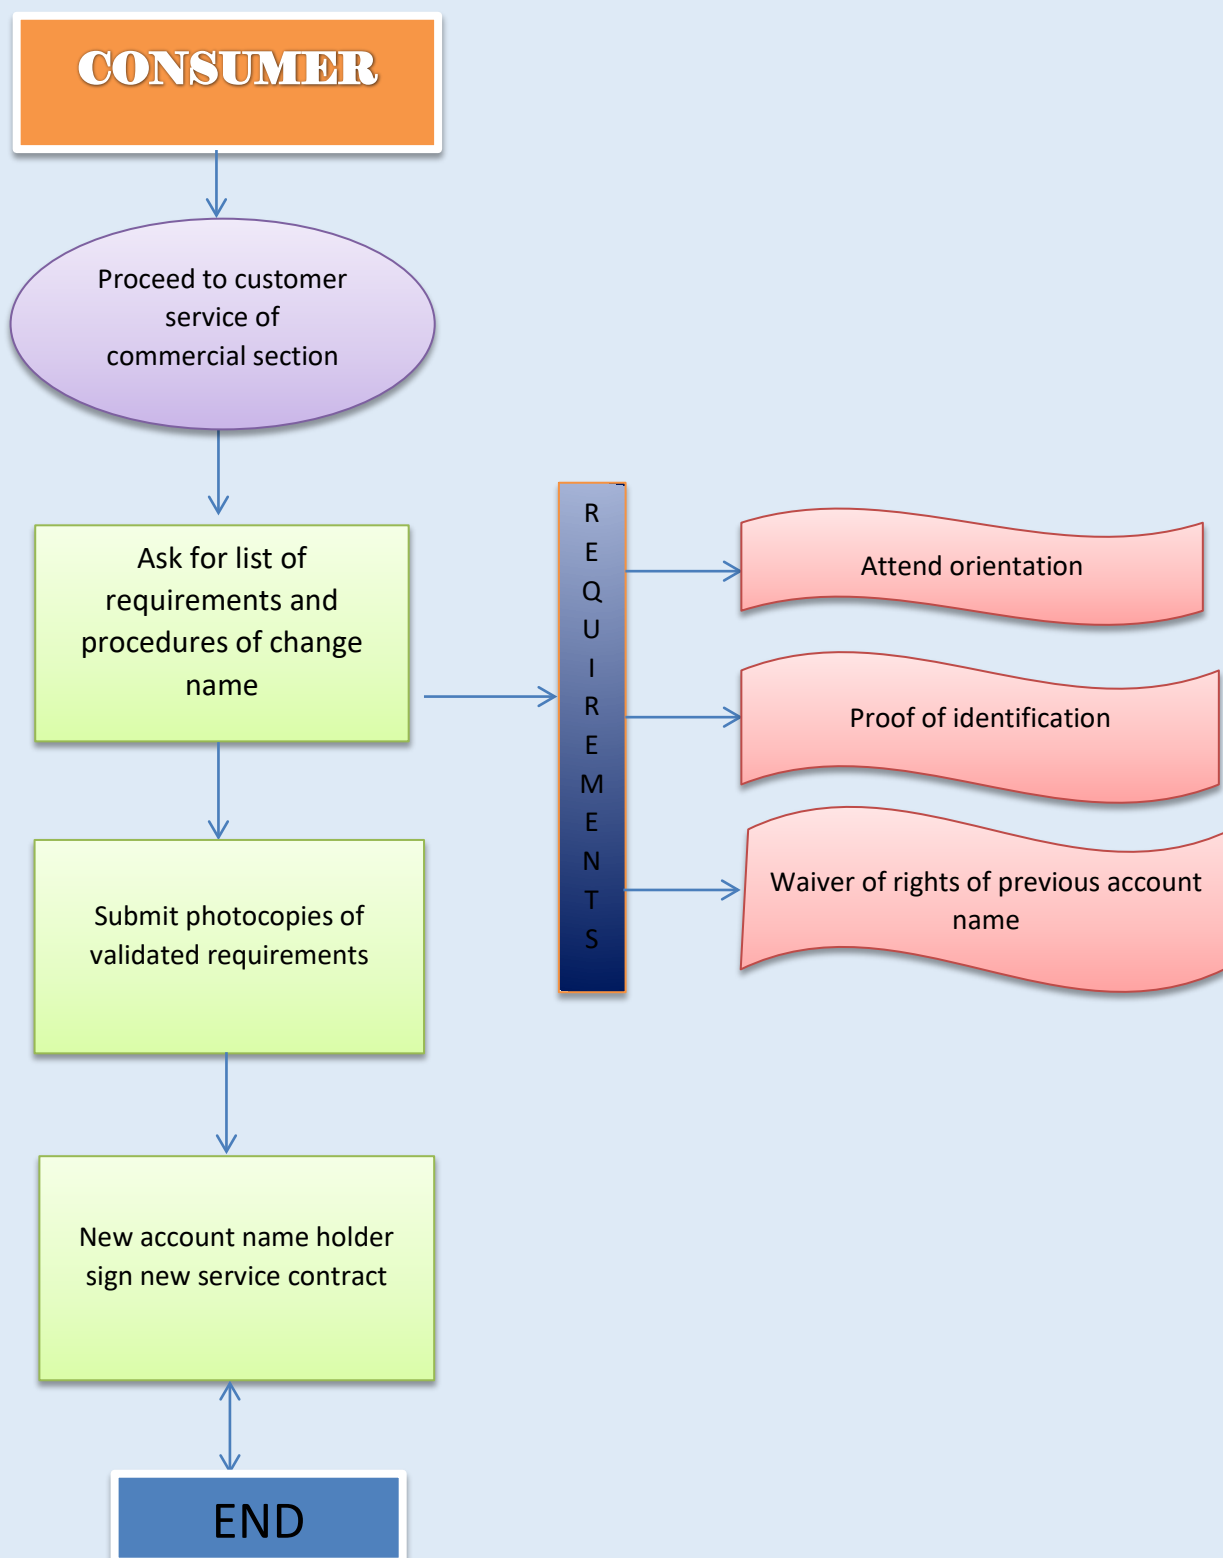 CONSUMER
Proceed to customer
service of
commercial section
Ask for list of
requirements and
procedures of change
name
R
E
Q
U
I
R
E
M
E
N
T
S
Attend orientation
Proof of identification
Waiver of rights of previous account
name
Submit photocopies of
validated requirements
New account name holder
sign new service contract
END